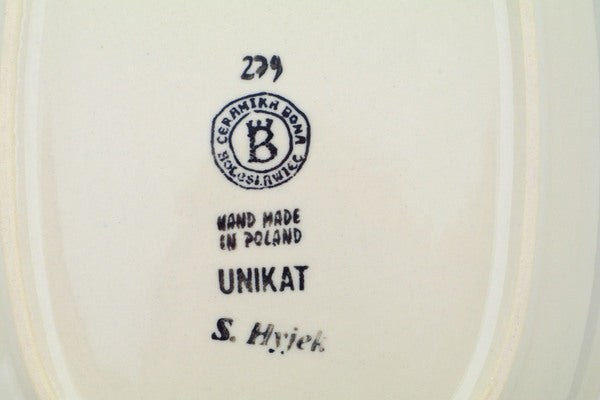 279
CERAMIKA BONA
B
BOLESŁAWIEC
HAND MADE
IN POLAND
UNIKAT
S. Hyjek